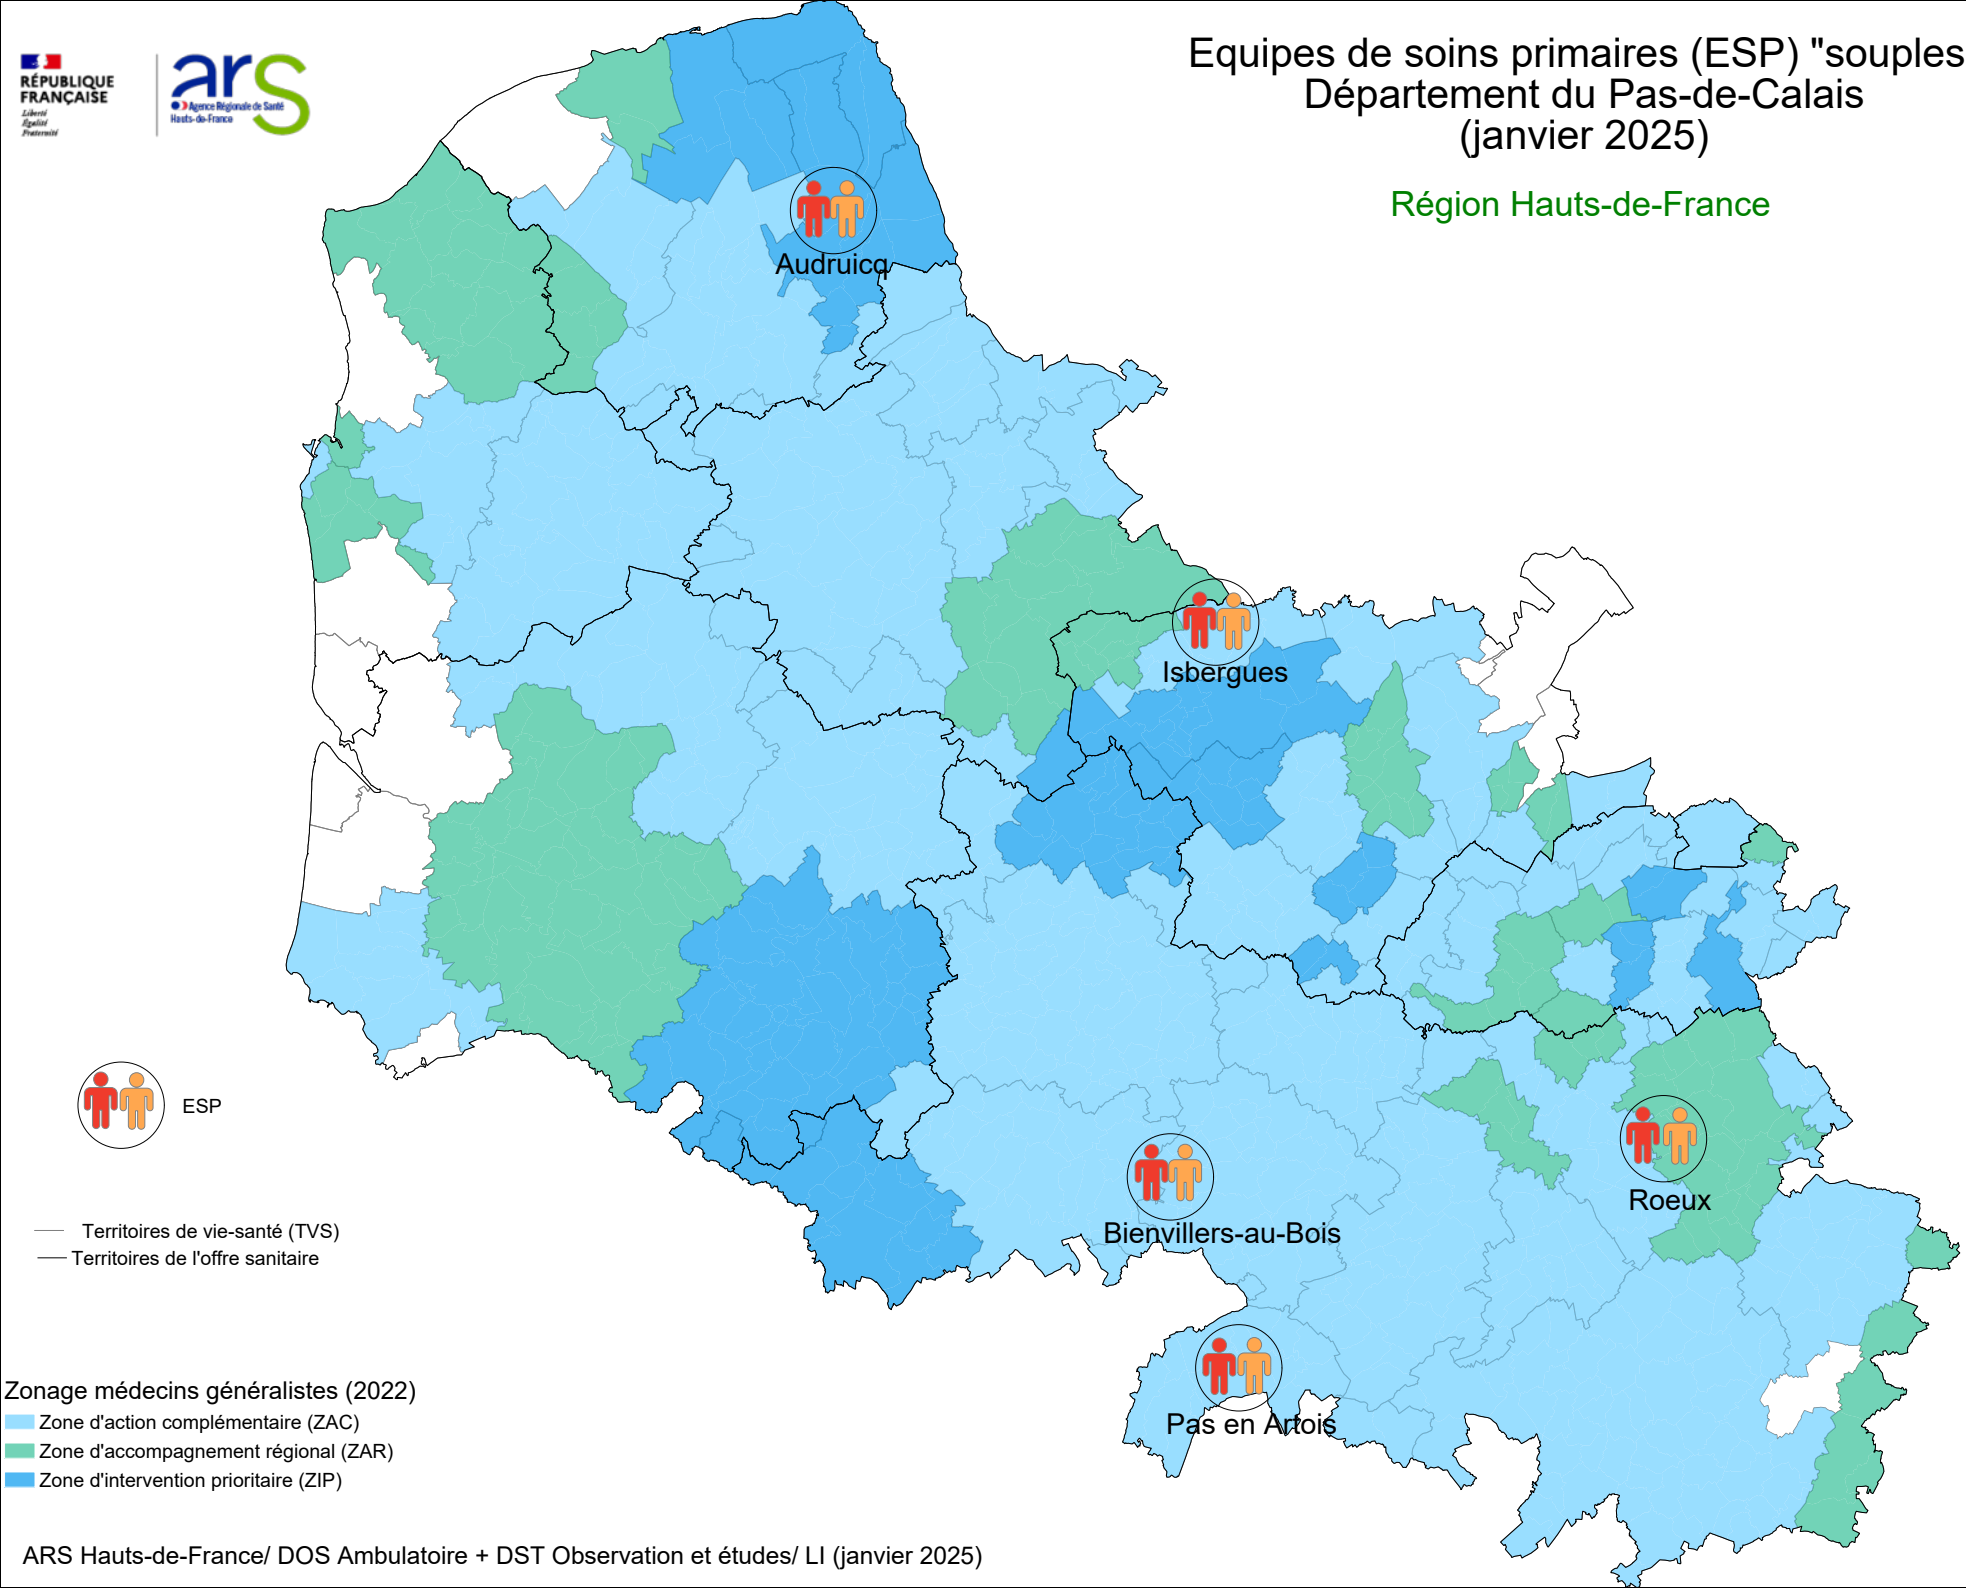 RÉPUBLIQUE
FRANÇAISE
Liberté
Égalité
Fraternité
ars
Agence Régionale de Santé
Hauts-de-France
Equipes de soins primaires (ESP) "souples
Département du Pas-de-Calais
(janvier 2025)
Région Hauts-de-France
Audruicq
Isbergues
Roeux
Bienvillers-au-Bois
Pas en Artois
ESP
Territoires de vie-santé (TVS)
Territoires de l'offre sanitaire
Zonage médecins généralistes (2022)
Zone d'action complémentaire (ZAC)
Zone d'accompagnement régional (ZAR)
Zone d'intervention prioritaire (ZIP)
ARS Hauts-de-France/ DOS Ambulatoire + DST Observation et études/ LI (janvier 2025)